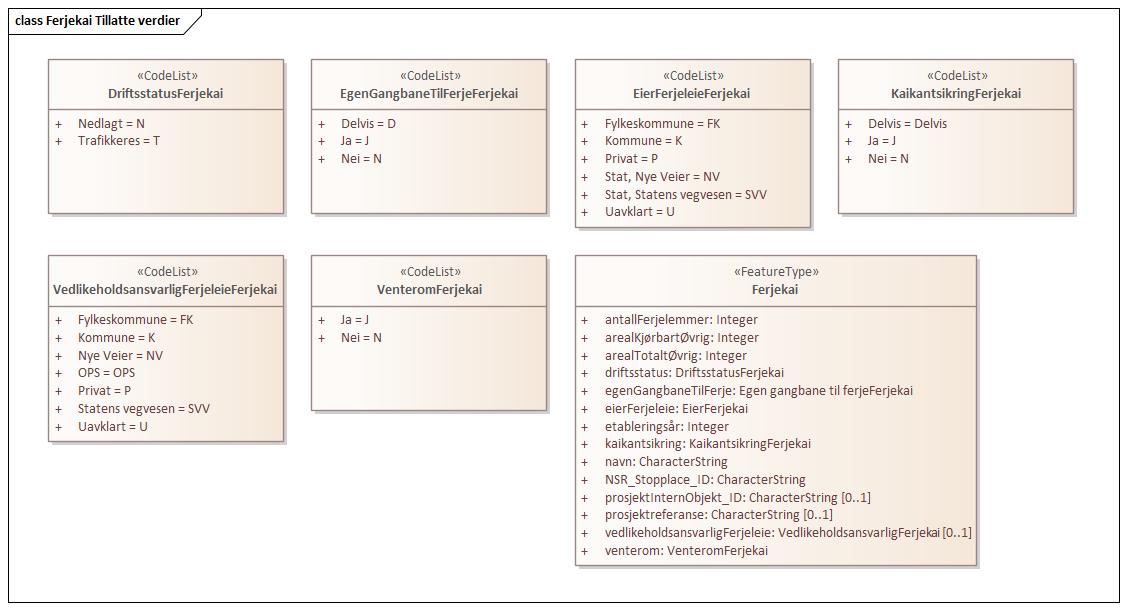 class Ferjekai Tillatte verdier
«CodeList»
DriftsstatusFerjekai
+ Nedlagt = N
+ Trafikkeres = T
«CodeList»
EgenGangbaneTilFerjeFerjekai
+ Delvis = D
+ Ja = J
+ Nei = N
«CodeList»
EierFerjeleieFerjekai
+ Fylkeskommune = FK
+ Kommune = K
+ Privat = P
+ Stat, Nye Veier = NV
+ Stat, Statens vegvesen = SVV
+ Uavklart = U
«CodeList»
KaikantsikringFerjekai
+ Delvis = Delvis
+ Ja = J
+ Nei = N
«CodeList»
VedlikeholdsansvarligFerjeleieFerjekai
+ Fylkeskommune = FK
+ Kommune = K
+ Nye Veier = NV
+ OPS = OPS
+ Privat = P
+ Statens vegvesen = SVV
+ Uavklart = U
«CodeList»
VenteromFerjekai
+ Ja = J
+ Nei = N
«FeatureType»
Ferjekai
+ antallFerjelemmer: Integer
+ arealKjørbartØvrig: Integer
+ arealTotaltØvrig: Integer
+ driftsstatus: DriftsstatusFerjekai
+ egenGangbaneTilFerje: Egen gangbane til ferjeFerjekai
+ eierFerjeleie: EierFerjekai
+ etableringsår: Integer
+ kaikantsikring: KaikantsikringFerjekai
+ navn: CharacterString
+ NSR_Stopplace_ID: CharacterString
+ prosjektInternObjekt_ID: CharacterString [0..1]
+ prosjektreferanse: CharacterString [0..1]
+ vedlikeholdsansvarligFerjeleie: VedlikeholdsansvarligFerjekai [0..1]
+ venterom: VenteromFerjekai